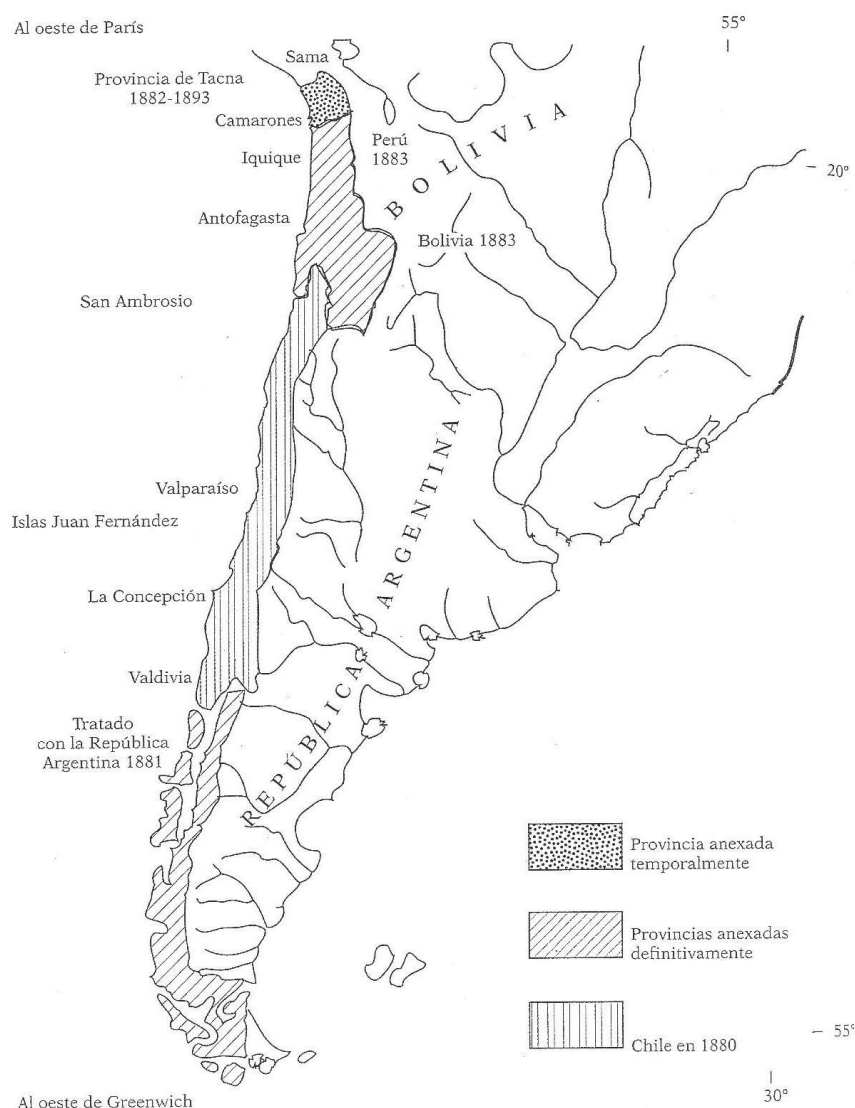 Al oeste de París
55°
Sama
Provincia de Tacna
1882-1893
Camarones
Perú
1883
BOLIVIA
Iquique
20°
Antofagasta
Bolivia 1883
San Ambrosio
REPÚBLICA ARGENTINA
Valparaíso
Islas Juan Fernández
La Concepción
Valdivia
Tratado
con la República
Argentina 1881
Provincia anexada
temporalmente
Provincias anexadas
definitivamente
Chile en 1880
55°
30°
Al oeste de Greenwich